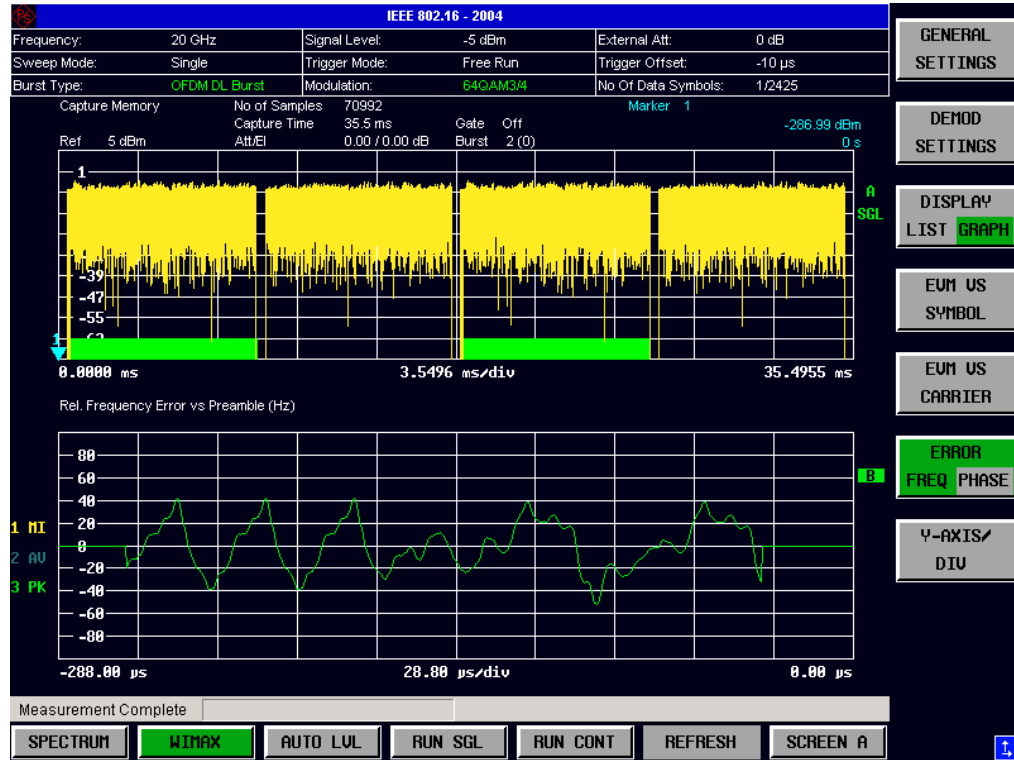 IEEE 802.16 - 2004
Frequency: 20 GHz Signal Level: -5 dBm External Att: 0 dB
Sweep Mode: Single Trigger Mode: Free Run Trigger Offset: -10 µs
Burst Type: OFDM DL Burst Modulation: 64QAM3/4 No Of Data Symbols: 1/2425
Capture Memory No of Samples 70992 Marker 1
Capture Time 35.5 ms Gate Off -286.99 dBm
Ref 5 dBm Att/El 0.00 / 0.00 dB Burst 2 (0) 0 s
1
A
SGL
-39
-47
-55
-63
1
0.0000 ms 3.5496 ms/div 35.4955 ms
Rel. Frequency Error vs Preamble (Hz)
80
60
B
40
1 MI
20
0
2 AV
-20
3 PK
-40
-60
-80
-288.00 µs 28.80 µs/div 0.00 µs
Measurement Complete
SPECTRUM WIMAX AUTO LVL RUN SGL RUN CONT REFRESH SCREEN A
GENERAL
SETTINGS
DEMOD
SETTINGS
DISPLAY
LIST GRAPH
EVM VS
SYMBOL
EVM VS
CARRIER
ERROR
FREQ PHASE
Y-AXIS/
DIV